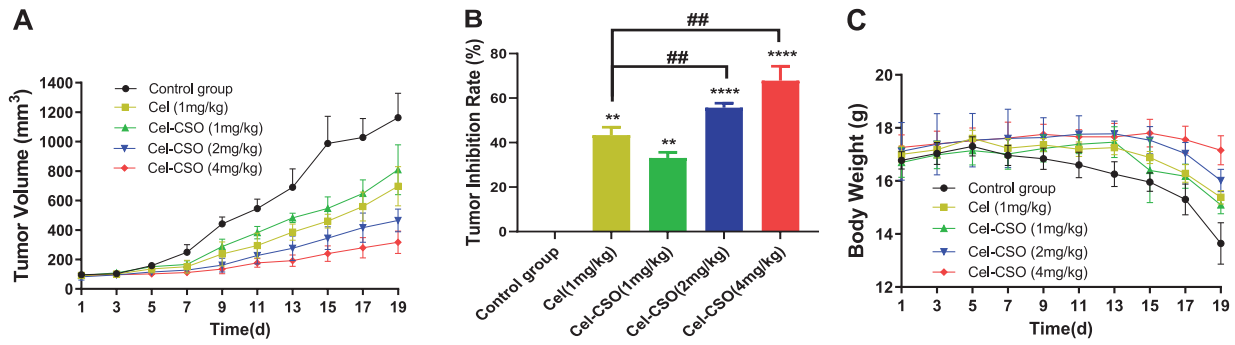 A
Tumor Volume (mm³)
1400
1200
1000
800
600
400
200
0
Control group
Cel (1mg/kg)
Cel-CSO (1mg/kg)
Cel-CSO (2mg/kg)
Cel-CSO (4mg/kg)
1 3 5 7 9 11 13 15 17 19
Time(d)
B
Tumor Inhibition Rate (%)
80
60
40
20
0
##
##
**
**
****
****
Control group
Cel(1mg/kg)
Cel-CSO(1mg/kg)
Cel-CSO(2mg/kg)
Cel-CSO(4mg/kg)
C
Body Weight (g)
20
18
16
14
12
Control group
Cel (1mg/kg)
Cel-CSO (1mg/kg)
Cel-CSO (2mg/kg)
Cel-CSO (4mg/kg)
1 3 5 7 9 11 13 15 17 19
Time(d)